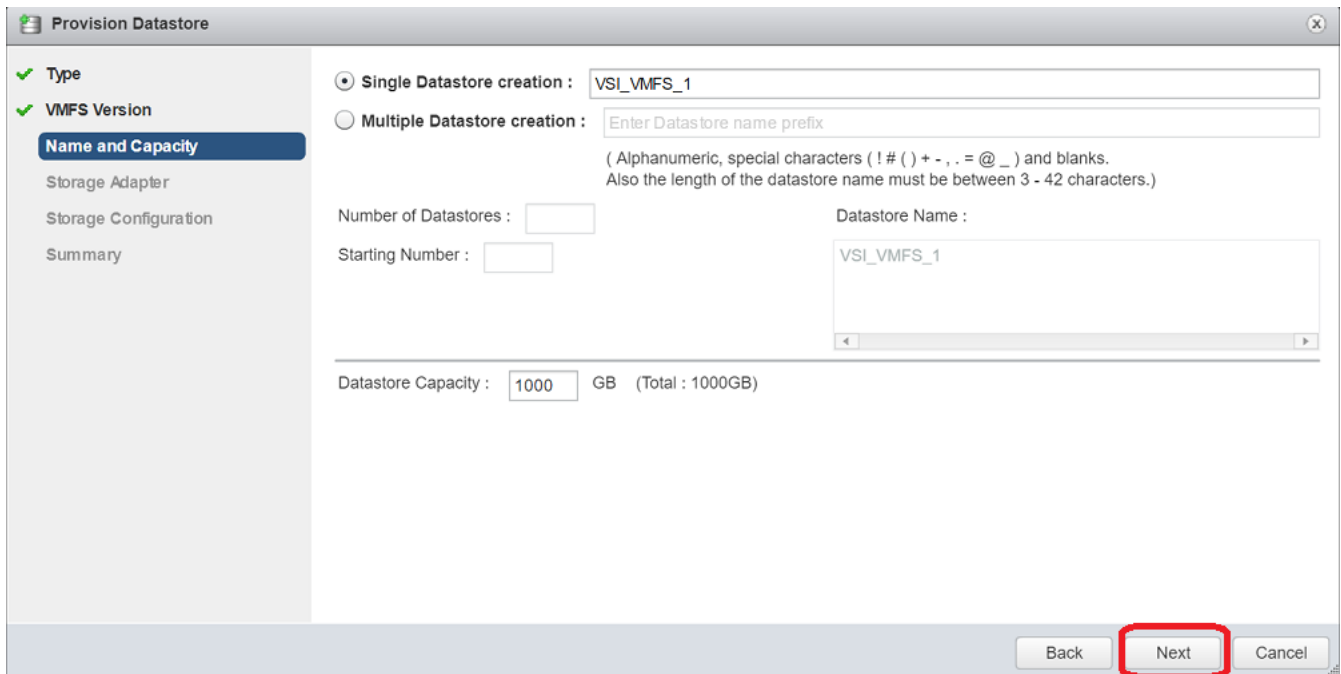 Provision Datastore
Type
VMFS Version
Name and Capacity
Storage Adapter
Storage Configuration
Summary
Single Datastore creation : VSI_VMFS_1
Multiple Datastore creation : Enter Datastore name prefix
( Alphanumeric, special characters ( ! # ( ) + - , . = @ _ ) and blanks.
Also the length of the datastore name must be between 3 - 42 characters.)
Number of Datastores :
Starting Number :
Datastore Name :
VSI_VMFS_1
Datastore Capacity : 1000 GB (Total : 1000GB)
Back Next Cancel